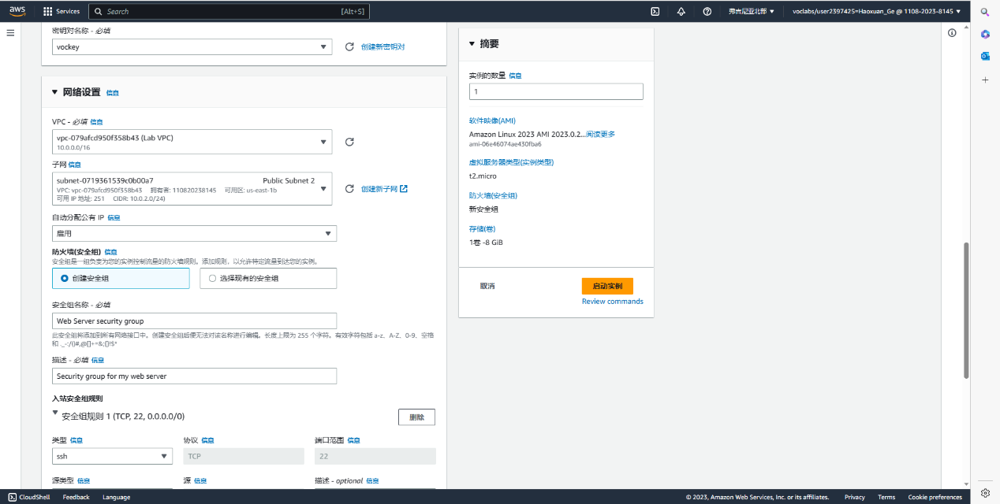 aws Services Search [Alt+S] 弗吉尼亚北部 voclabs/user2397425=Haoxuan_Ge @ 1108-2023-8145
密钥对名称 - 必填
vockey
创建新密钥对
网络设置 信息
VPC - 必填 信息
vpc-079afcd950f358b43 (Lab VPC)
10.0.0.0/16
子网 信息
subnet-0719361539c0b00a7 Public Subnet 2
VPC: vpc-079afcd950f358b43 拥有者: 110820238145 可用区: us-east-1b
可用 IP 地址: 251 CIDR: 10.0.2.0/24)
创建新子网
自动分配公有 IP 信息
启用
防火墙(安全组) 信息
安全组是一组负责为您的实例控制流量的防火墙规则。添加规则，以允许特定流量到达您的实例。
创建安全组
选择现有的安全组
安全组名称 - 必填
Web Server security group
此安全组将添加到所有网络接口中。创建安全组后便无法对该名称进行编辑。长度上限为 255 个字符。有效字符包括 a-z、A-Z、0-9、空格
和 ._-:/()#,@[]+=&;{}!$*
描述 - 必填 信息
Security group for my web server
入站安全组规则
安全组规则 1 (TCP, 22, 0.0.0.0/0)
删除
类型 信息 协议 信息 端口范围 信息
ssh TCP 22
源类型 信息 源 信息 描述 - optional 信息
摘要
实例的数量 信息
1
软件映像(AMI)
Amazon Linux 2023 AMI 2023.0.2...阅读更多
ami-06e46074ae430fba6
虚拟服务器类型(实例类型)
t2.micro
防火墙(安全组)
新安全组
存储(卷)
1卷 -8 GiB
取消 启动实例
Review commands
CloudShell Feedback Language © 2023, Amazon Web Services, Inc. or its affiliates. Privacy Terms Cookie preferences